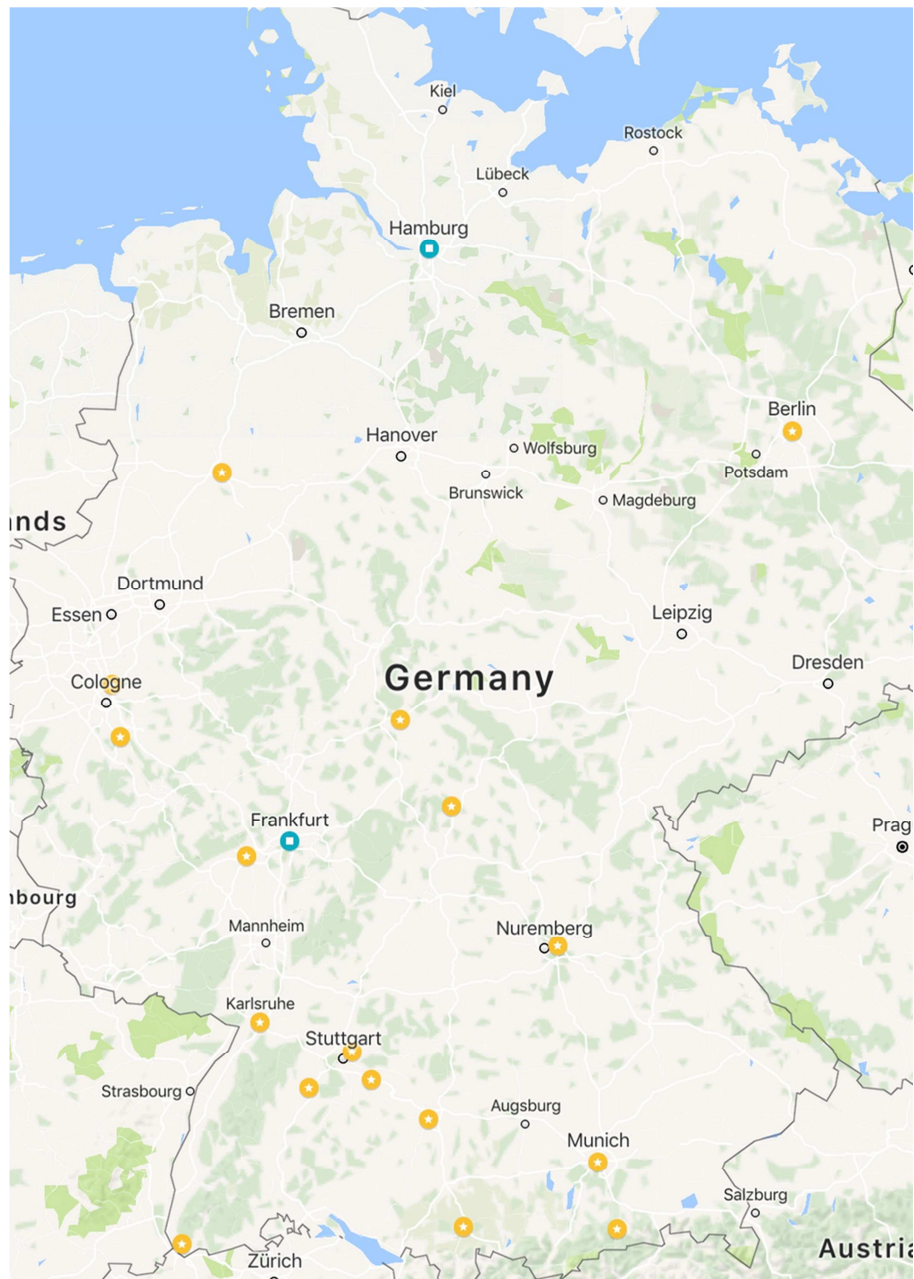 Kiel
Rostock
Lübeck
Hamburg
Bremen
Berlin
Hanover
Wolfsburg
Potsdam
Brunswick
Magdeburg
nds
Dortmund
Essen
Leipzig
Dresden
Cologne
Germany
Frankfurt
Prag
nbourg
Mannheim
Nuremberg
Karlsruhe
Stuttgart
Strasbourg
Augsburg
Munich
Salzburg
Austria
Zürich